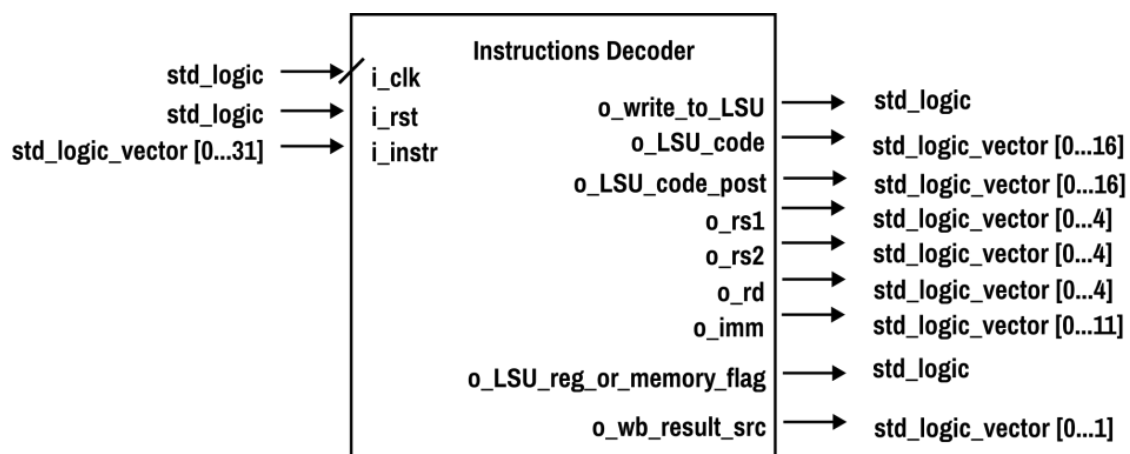 Instructions Decoder
std_logic i_clk
std_logic i_rst
std_logic_vector [0...31] i_instr
o_write_to_LSU std_logic
o_LSU_code std_logic_vector [0...16]
o_LSU_code_post std_logic_vector [0...16]
o_rs1 std_logic_vector [0...4]
o_rs2 std_logic_vector [0...4]
o_rd std_logic_vector [0...4]
o_imm std_logic_vector [0...11]
o_LSU_reg_or_memory_flag std_logic
o_wb_result_src std_logic_vector [0...1]